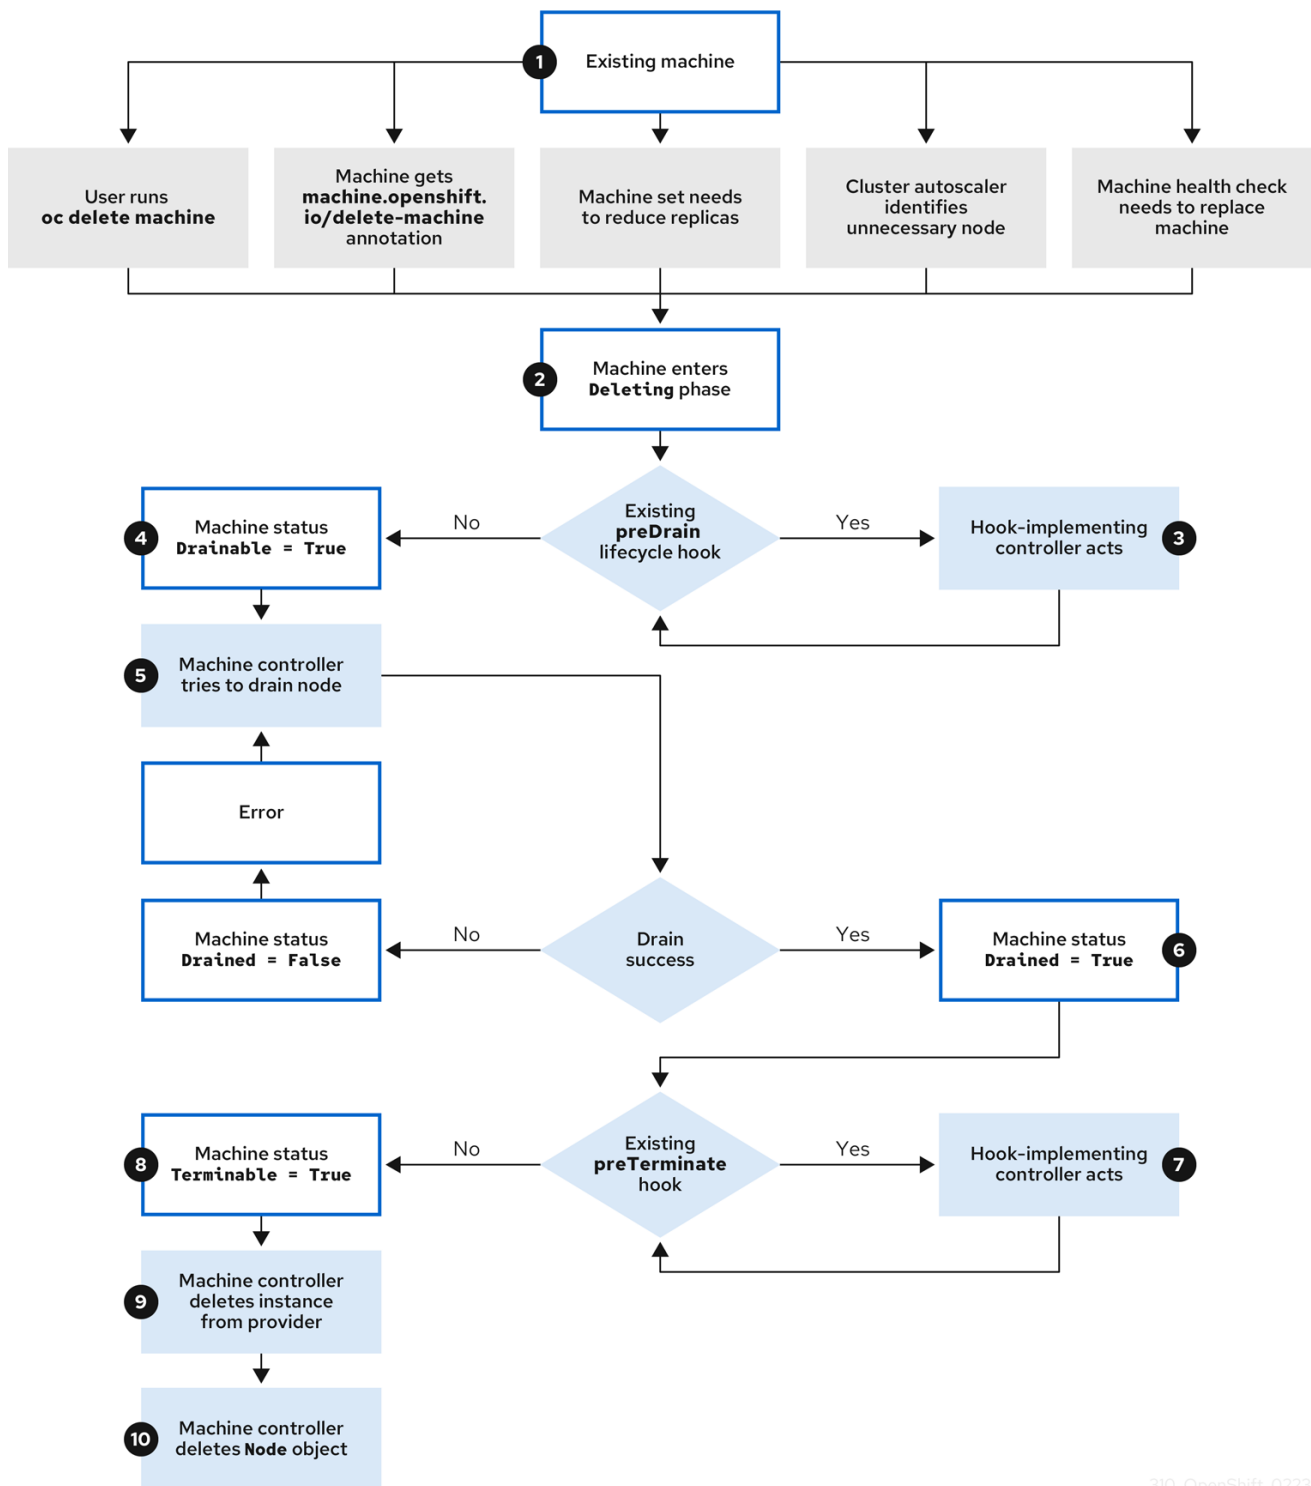 1
Existing machine
User runs
oc delete machine
Machine gets
machine.openshift.
io/delete-machine
annotation
Machine set needs
to reduce replicas
Cluster autoscaler
identifies
unnecessary node
Machine health check
needs to replace
machine
2
Machine enters
Deleting phase
4
Machine status
Drainable = True
No
Existing
preDrain
lifecycle hook
Yes
Hook-implementing
controller acts
3
5
Machine controller
tries to drain node
Error
Machine status
Drained = False
No
Drain
success
Yes
Machine status
Drained = True
6
8
Machine status
Terminable = True
No
Existing
preTerminate
hook
Yes
Hook-implementing
controller acts
7
9
Machine controller
deletes instance
from provider
10
Machine controller
deletes Node object
310_OpenShift_0223